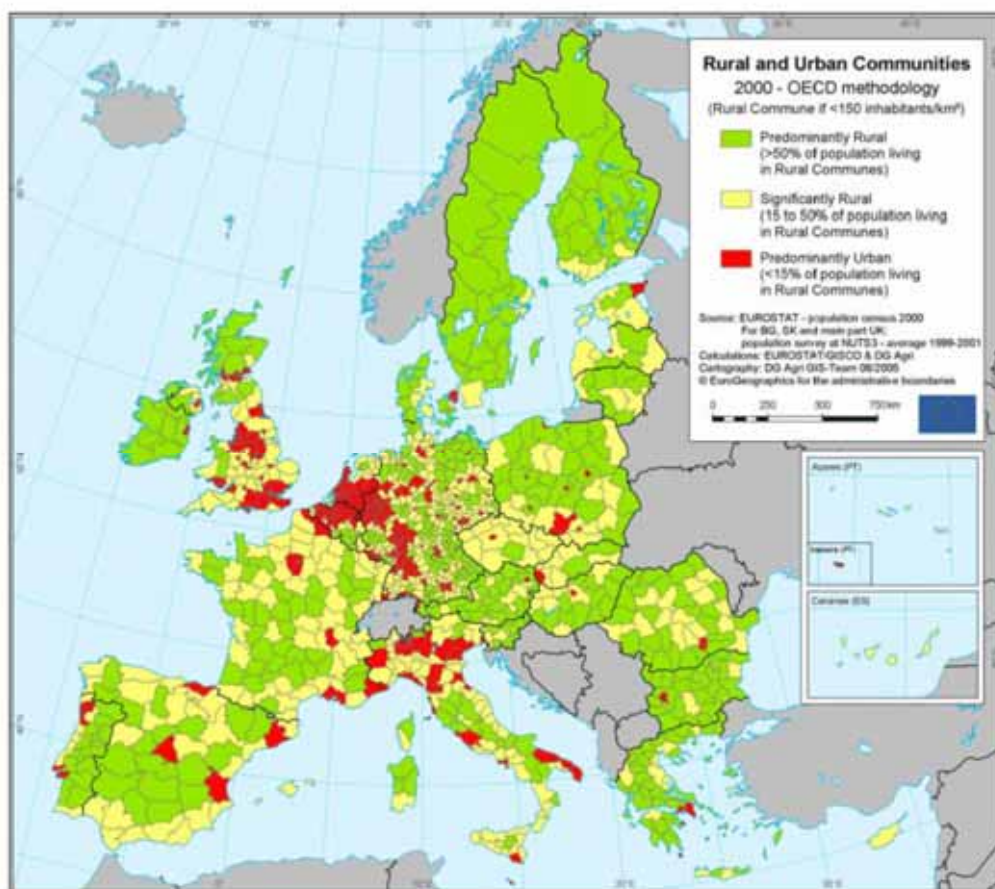 Rural and Urban Communities
2000 - OECD methodology
(Rural Commune if <150 inhabitants/km²)
Predominantly Rural
(>50% of population living
in Rural Communes)
Significantly Rural
(15 to 50% of population living
in Rural Communes)
Predominantly Urban
(<15% of population living
in Rural Communes)
Source: EUROSTAT - population census 2000
For BG, SK and main part UK:
population survey at NUTS3 - average 1999-2001
Calculations: EUROSTAT-GISCO & DG Agri
Cartography: DG Agri GIS-Team 06/2005
© EuroGeographics for the administrative boundaries
0 250 500 750 km
Azores (PT)
Canarias (ES)